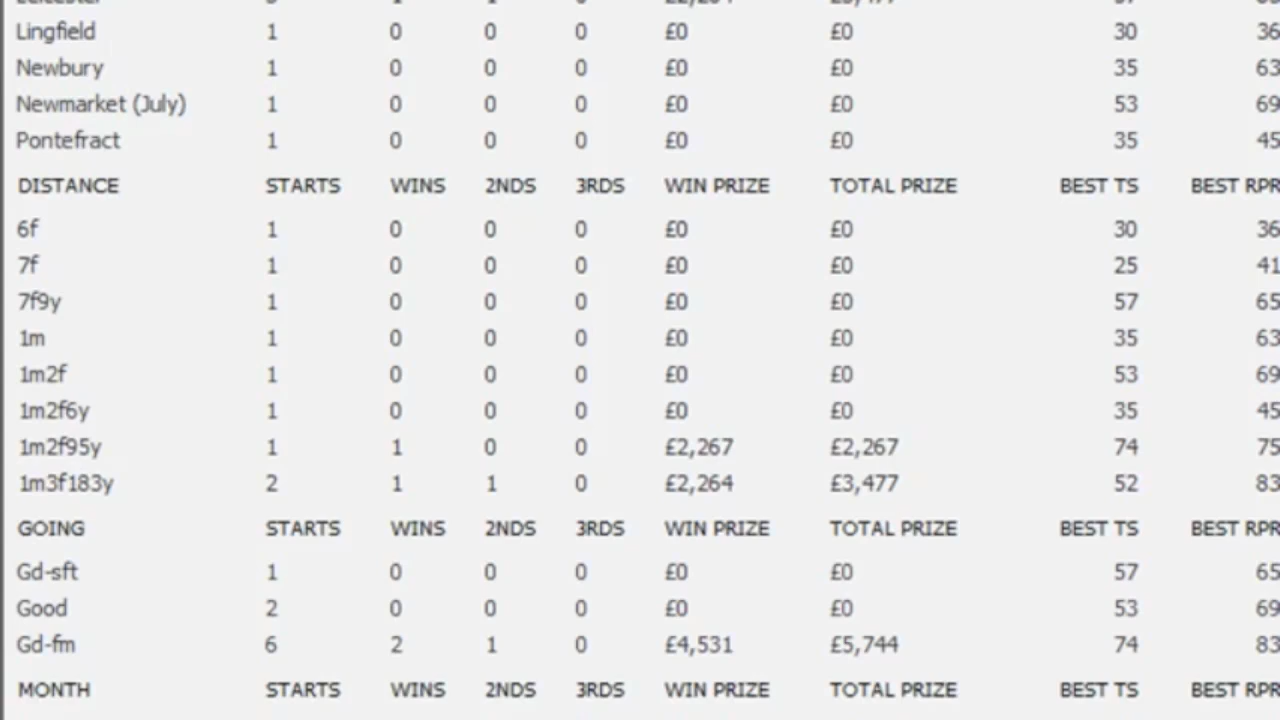 Lingfield 1 0 0 0 £0 £0 30 36
Newbury 1 0 0 0 £0 £0 35 63
Newmarket (July) 1 0 0 0 £0 £0 53 69
Pontefract 1 0 0 0 £0 £0 35 45
DISTANCE STARTS WINS 2NDS 3RDS WIN PRIZE TOTAL PRIZE BEST TS BEST RPR
6f 1 0 0 0 £0 £0 30 36
7f 1 0 0 0 £0 £0 25 41
7f9y 1 0 0 0 £0 £0 57 65
1m 1 0 0 0 £0 £0 35 63
1m2f 1 0 0 0 £0 £0 53 69
1m2f6y 1 0 0 0 £0 £0 35 45
1m2f95y 1 1 0 0 £2,267 £2,267 74 75
1m3f183y 2 1 1 0 £2,264 £3,477 52 83
GOING STARTS WINS 2NDS 3RDS WIN PRIZE TOTAL PRIZE BEST TS BEST RPR
Gd-sft 1 0 0 0 £0 £0 57 65
Good 2 0 0 0 £0 £0 53 69
Gd-fm 6 2 1 0 £4,531 £5,744 74 83
MONTH STARTS WINS 2NDS 3RDS WIN PRIZE TOTAL PRIZE BEST TS BEST RPR